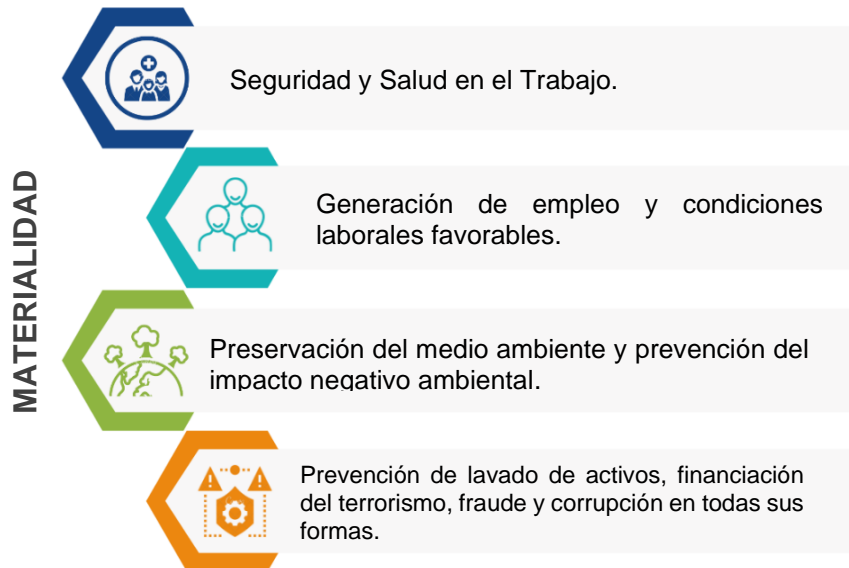 MATERIALIDAD
Seguridad y Salud en el Trabajo.
Generación de empleo y condiciones
laborales favorables.
Preservación del medio ambiente y prevención del
impacto negativo ambiental.
Prevención de lavado de activos, financiación
del terrorismo, fraude y corrupción en todas sus
formas.